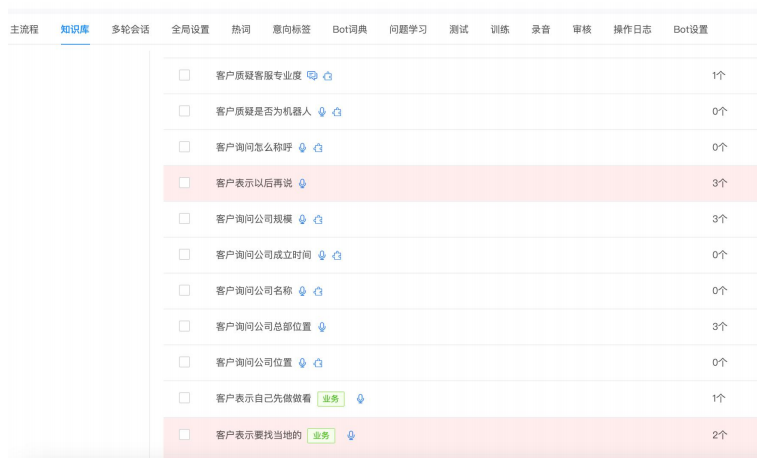 主流程 知识库 多轮会话 全局设置 热词 意向标签 Bot词典 问题学习 测试 训练 录音 审核 操作日志 Bot设置
客户质疑客服专业度 1个
客户质疑是否为机器人 0个
客户询问怎么称呼 0个
客户表示以后再说 3个
客户询问公司规模 3个
客户询问公司成立时间 0个
客户询问公司名称 0个
客户询问公司总部位置 3个
客户询问公司位置 0个
客户表示自己先做做看 业务 1个
客户表示要找当地的 业务 2个